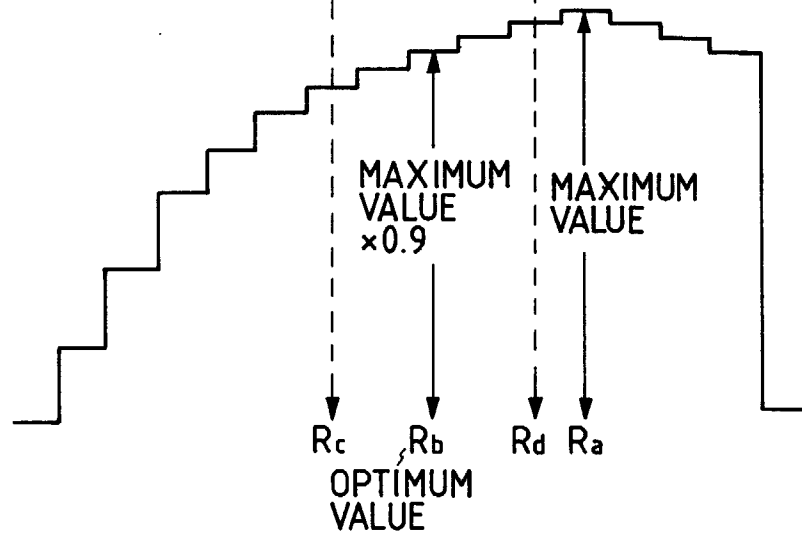 MAXIMUM
VALUE
×0.9
MAXIMUM
VALUE
Rc Rb Rd Ra
OPTIMUM
VALUE